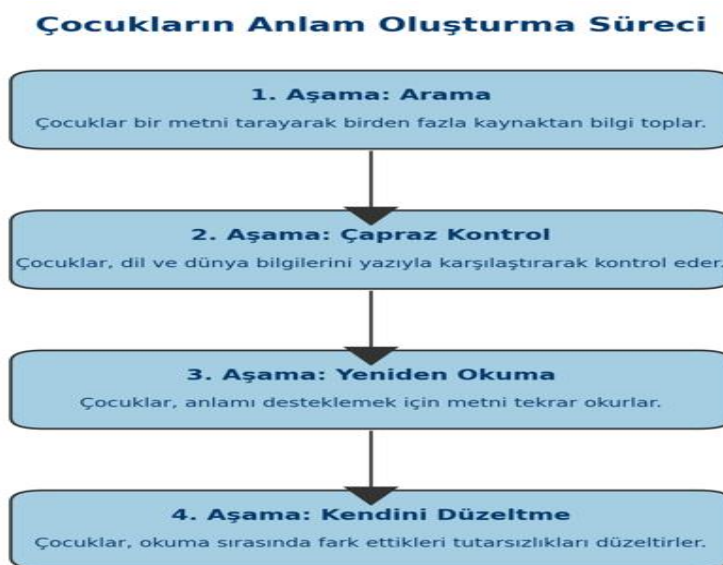 Çocukların Anlam Oluşturma Süreci
1. Aşama: Arama
Çocuklar bir metni tarayarak birden fazla kaynaktan bilgi toplar.
2. Aşama: Çapraz Kontrol
Çocuklar, dil ve dünya bilgilerini yazıyla karşılaştırarak kontrol eder.
3. Aşama: Yeniden Okuma
Çocuklar, anlamı desteklemek için metni tekrar okurlar.
4. Aşama: Kendini Düzeltme
Çocuklar, okuma sırasında fark ettikleri tutarsızlıkları düzeltirler.